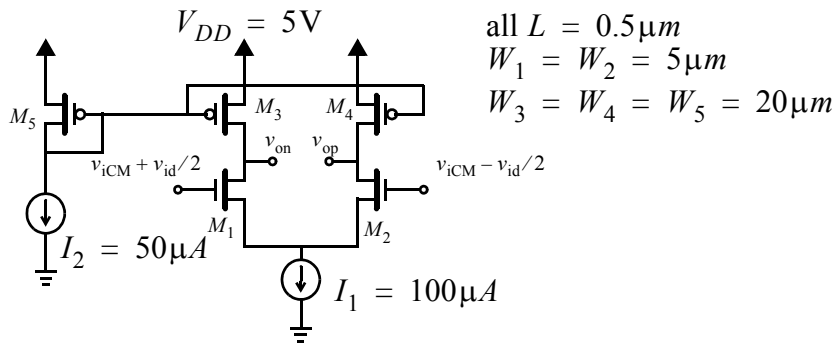 V_DD = 5V
all L = 0.5μm
W_1 = W_2 = 5μm
W_3 = W_4 = W_5 = 20μm
M_5
M_3
M_4
v_on
v_op
v_iCM + v_id/2
v_iCM − v_id/2
M_1
M_2
I_2 = 50μA
I_1 = 100μA